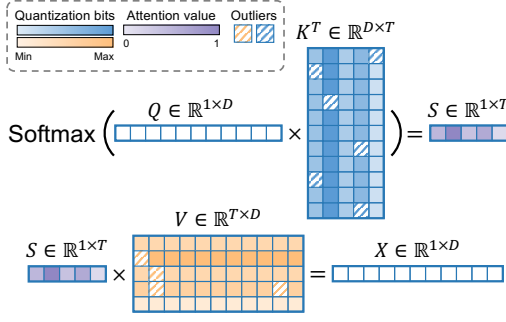 Quantization bits Attention value Outliers
0 1
Min Max
K^T ∈ ℝ^{D×T}
Q ∈ ℝ^{1×D} S ∈ ℝ^{1×T}
Softmax ( × ) =
V ∈ ℝ^{T×D}
S ∈ ℝ^{1×T} X ∈ ℝ^{1×D}
× =